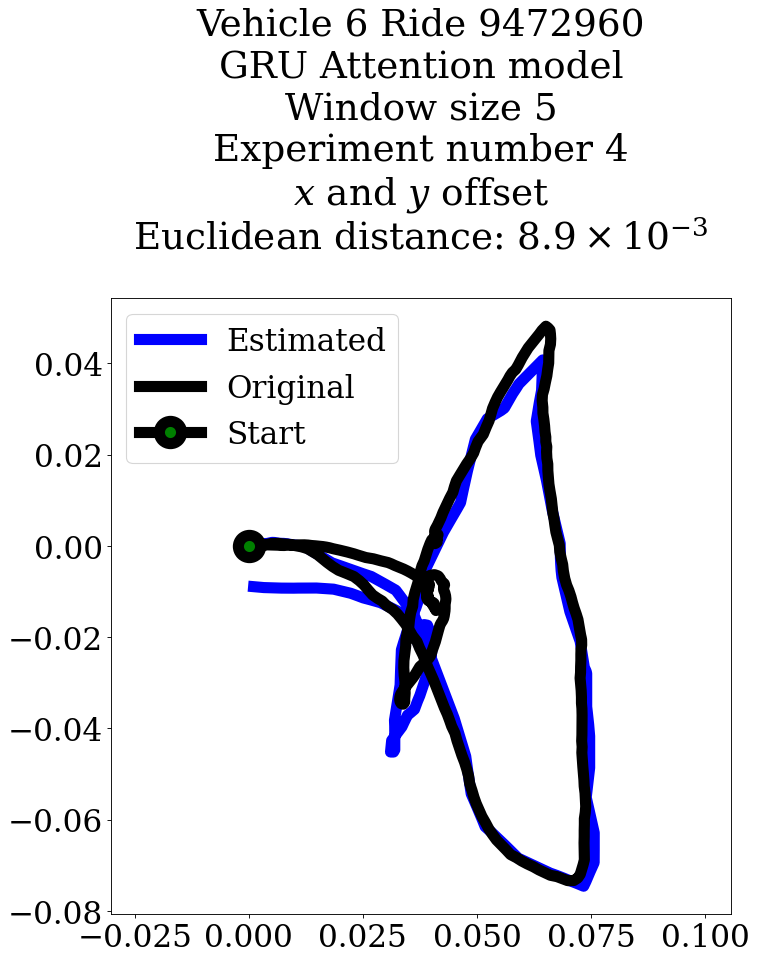 Vehicle 6 Ride 9472960
GRU Attention model
Window size 5
Experiment number 4
x and y offset
Euclidean distance: 8.9 × 10⁻³
Estimated
Original
Start
0.04
0.02
0.00
−0.02
−0.04
−0.06
−0.08
−0.025 0.000 0.025 0.050 0.075 0.100